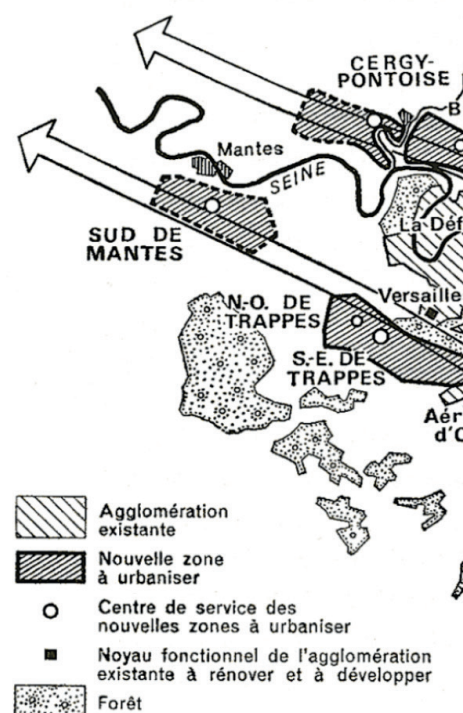 CERGY-
PONTOISE
B
Mantes
SEINE
La Déf
SUD DE
MANTES
Versaille
N.-O. DE
TRAPPES
S.-E. DE
TRAPPES
Aér
d'O
Agglomération
existante
Nouvelle zone
à urbaniser
Centre de service des
nouvelles zones à urbaniser
Noyau fonctionnel de l'agglomération
existante à rénover et à développer
Forêt